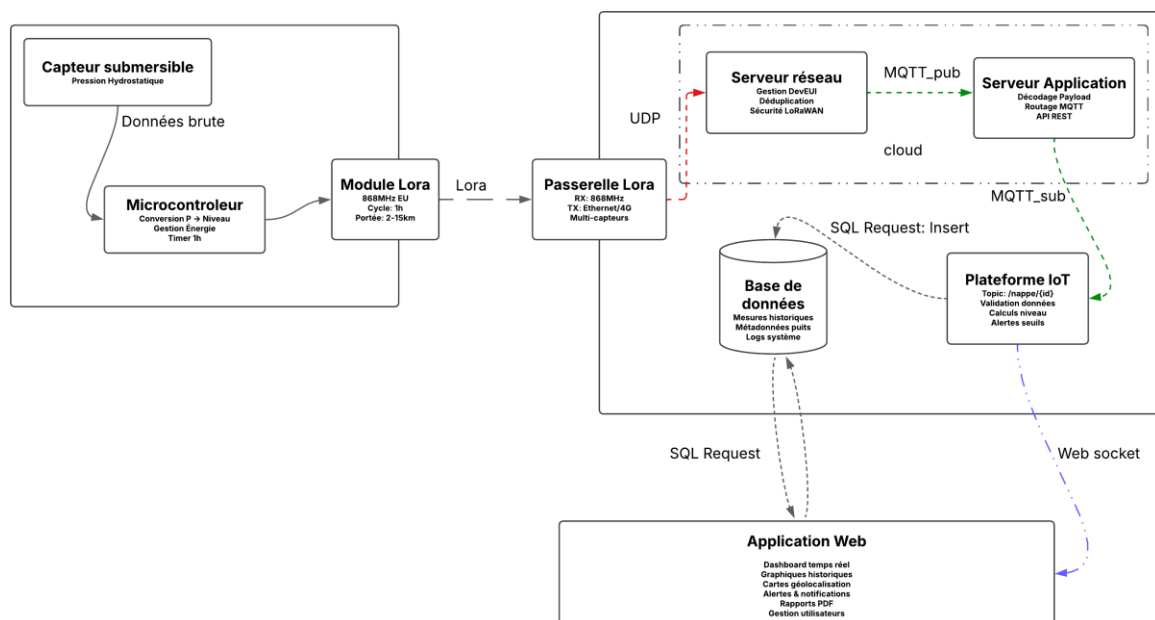 Capteur submersible
Pression Hydrostatique
Données brute
Microcontroleur
Conversion P → Niveau
Gestion Énergie
Timer 1h
Module Lora
868MHz EU
Cycle: 1h
Portée: 2-15km
Lora
Passerelle Lora
RX: 868MHz
TX: Ethernet/4G
Multi-capteurs
UDP
Serveur réseau
Gestion DevEUI
Déduplication
Sécurité LoRaWAN
MQTT_pub
Serveur Application
Décodage Payload
Routage MQTT
API REST
cloud
MQTT_sub
SQL Request: Insert
Base de
données
Mesures historiques
Métadonnées puits
Logs système
Plateforme IoT
Topic: /nappe/{id}
Validation données
Calculs niveau
Alertes seuils
SQL Request
Web socket
Application Web
Dashboard temps réel
Graphiques historiques
Cartes géolocalisation
Alertes & notifications
Rapports PDF
Gestion utilisateurs